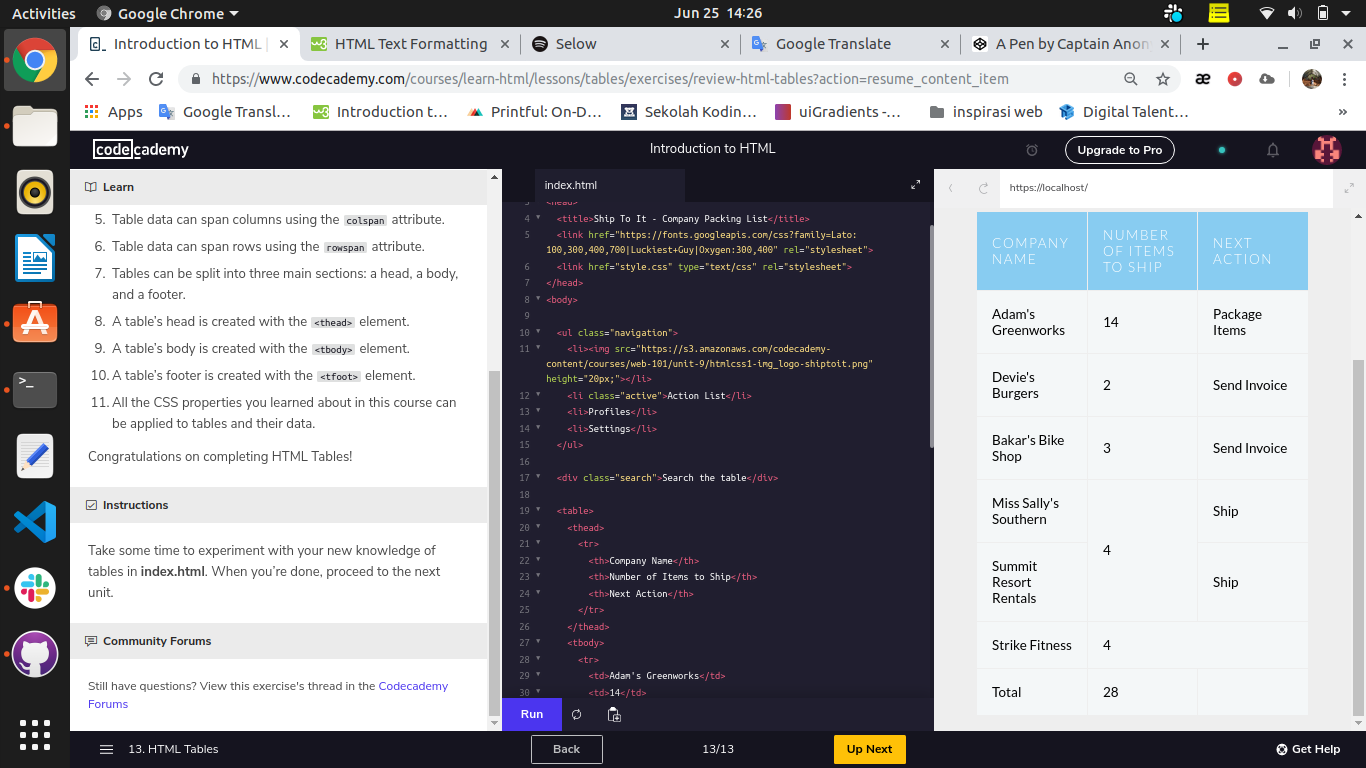 Activities
Google Chrome
Jun 25 14:26
Introduction to HTML |
HTML Text Formatting
Selow
Google Translate
A Pen by Captain Anon
https://www.codecademy.com/courses/learn-html/lessons/tables/exercises/review-html-tables?action=resume_content_item
Apps
Google Transl…
Introduction t…
Printful: On-D…
Sekolah Kodin…
uiGradients -…
inspirasi web
Digital Talent…
codecademy
Introduction to HTML
Upgrade to Pro
Learn
5. Table data can span columns using the colspan attribute.
6. Table data can span rows using the rowspan attribute.
7. Tables can be split into three main sections: a head, a body,
and a footer.
8. A table's head is created with the <thead> element.
9. A table's body is created with the <tbody> element.
10. A table's footer is created with the <tfoot> element.
11. All the CSS properties you learned about in this course can
be applied to tables and their data.
Congratulations on completing HTML Tables!
Instructions
Take some time to experiment with your new knowledge of
tables in index.html. When you're done, proceed to the next
unit.
Community Forums
Still have questions? View this exercise's thread in the Codecademy
Forums
index.html
3 <head>
4 <title>Ship To It - Company Packing List</title>
5 <link href="https://fonts.googleapis.com/css?family=Lato:
100,300,400,700|Luckiest+Guy|Oxygen:300,400" rel="stylesheet">
6 <link href="style.css" type="text/css" rel="stylesheet">
7 </head>
8 <body>
9
10 <ul class="navigation">
11 <li><img src="https://s3.amazonaws.com/codecademy-
content/courses/web-101/unit-9/htmlcss1-img_logo-shiptoit.png"
height="20px;"></li>
12 <li class="active">Action List</li>
13 <li>Profiles</li>
14 <li>Settings</li>
15 </ul>
16
17 <div class="search">Search the table</div>
18
19 <table>
20 <thead>
21 <tr>
22 <th>Company Name</th>
23 <th>Number of Items to Ship</th>
24 <th>Next Action</th>
25 </tr>
26 </thead>
27 <tbody>
28 <tr>
29 <td>Adam's Greenworks</td>
30 <td>14</td>
Run
https://localhost/
COMPANY
NAME
NUMBER
OF ITEMS
TO SHIP
NEXT
ACTION
Adam's
Greenworks
14
Package
Items
Devie's
Burgers
2
Send Invoice
Bakar's Bike
Shop
3
Send Invoice
Miss Sally's
Southern
4
Ship
Summit
Resort
Rentals
Ship
Strike Fitness
4
Total
28
13. HTML Tables
Back
13/13
Up Next
Get Help